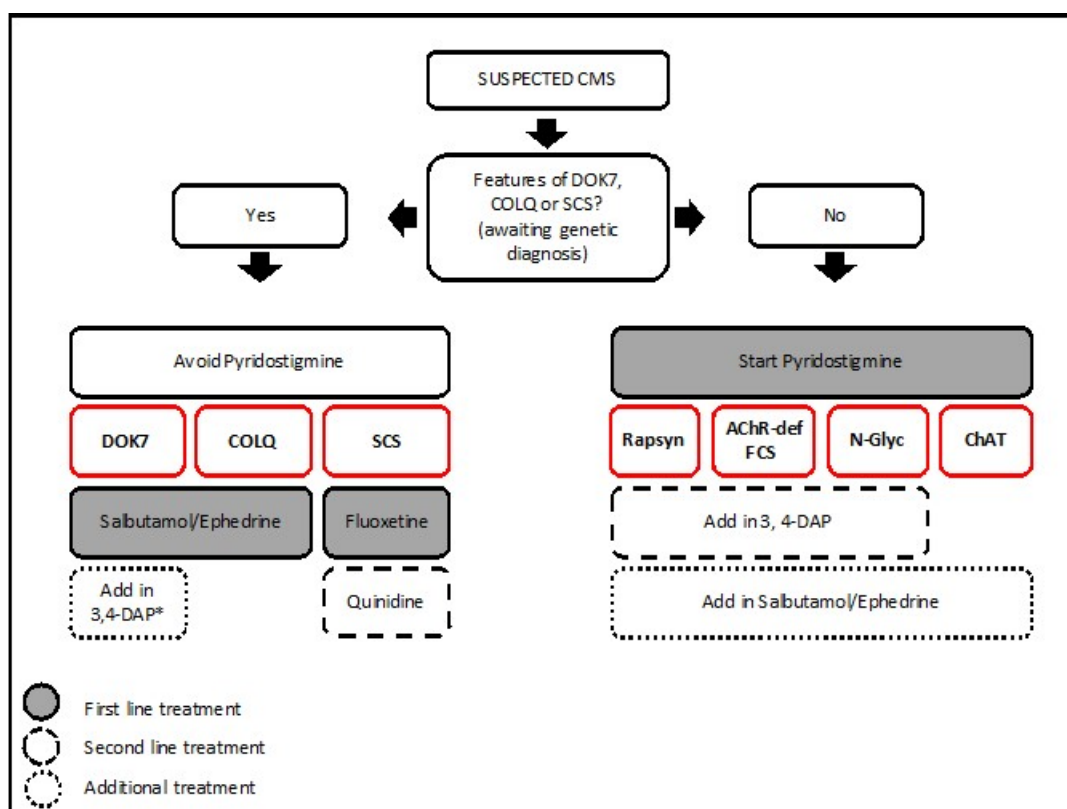 SUSPECTED CMS
Features of DOK7,
COLQ or SCS?
(awaiting genetic
diagnosis)
Yes
No
Avoid Pyridostigmine
Start Pyridostigmine
DOK7
COLQ
SCS
Rapsyn
AChR-def
FCS
N-Glyc
ChAT
Salbutamol/Ephedrine
Fluoxetine
Add in 3, 4-DAP
Add in
3,4-DAP*
Quinidine
Add in Salbutamol/Ephedrine
First line treatment
Second line treatment
Additional treatment